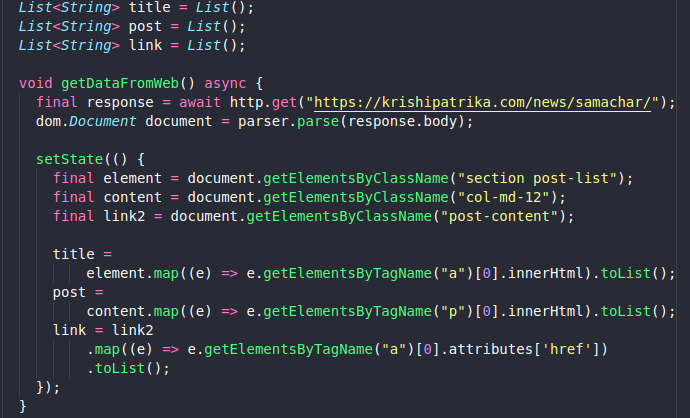 List<String> title = List();
List<String> post = List();
List<String> link = List();
void getDataFromWeb() async {
final response = await http.get("https://krishipatrika.com/news/samachar/");
dom.Document document = parser.parse(response.body);
setState(() {
final element = document.getElementsByClassName("section post-list");
final content = document.getElementsByClassName("col-md-12");
final link2 = document.getElementsByClassName("post-content");
title =
element.map((e) => e.getElementsByTagName("a")[0].innerHtml).toList();
post =
content.map((e) => e.getElementsByTagName("p")[0].innerHtml).toList();
link = link2
.map((e) => e.getElementsByTagName("a")[0].attributes['href'])
.toList();
});
}